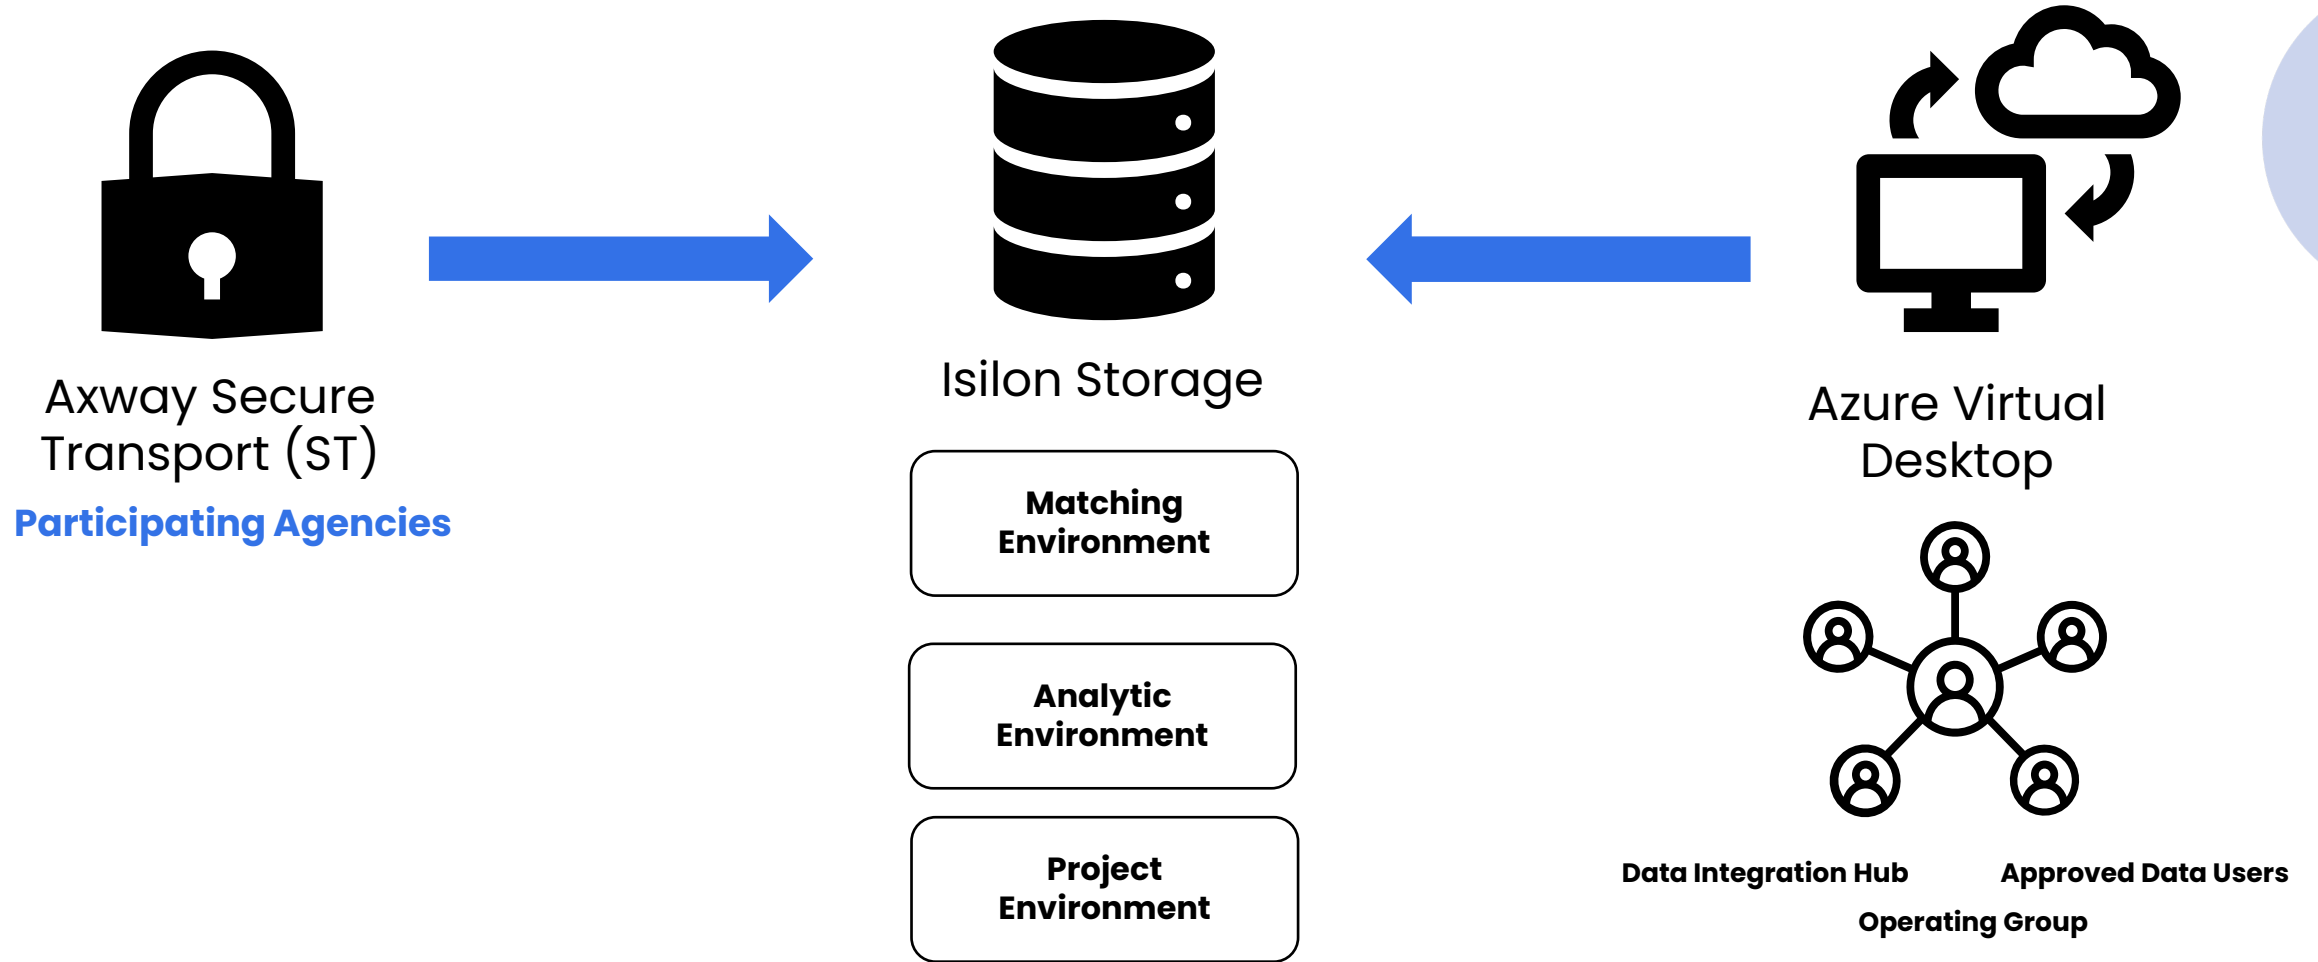 Axway Secure
Transport (ST)
Participating Agencies
Isilon Storage
Matching
Environment
Analytic
Environment
Project
Environment
Azure Virtual
Desktop
Data Integration Hub
Approved Data Users
Operating Group